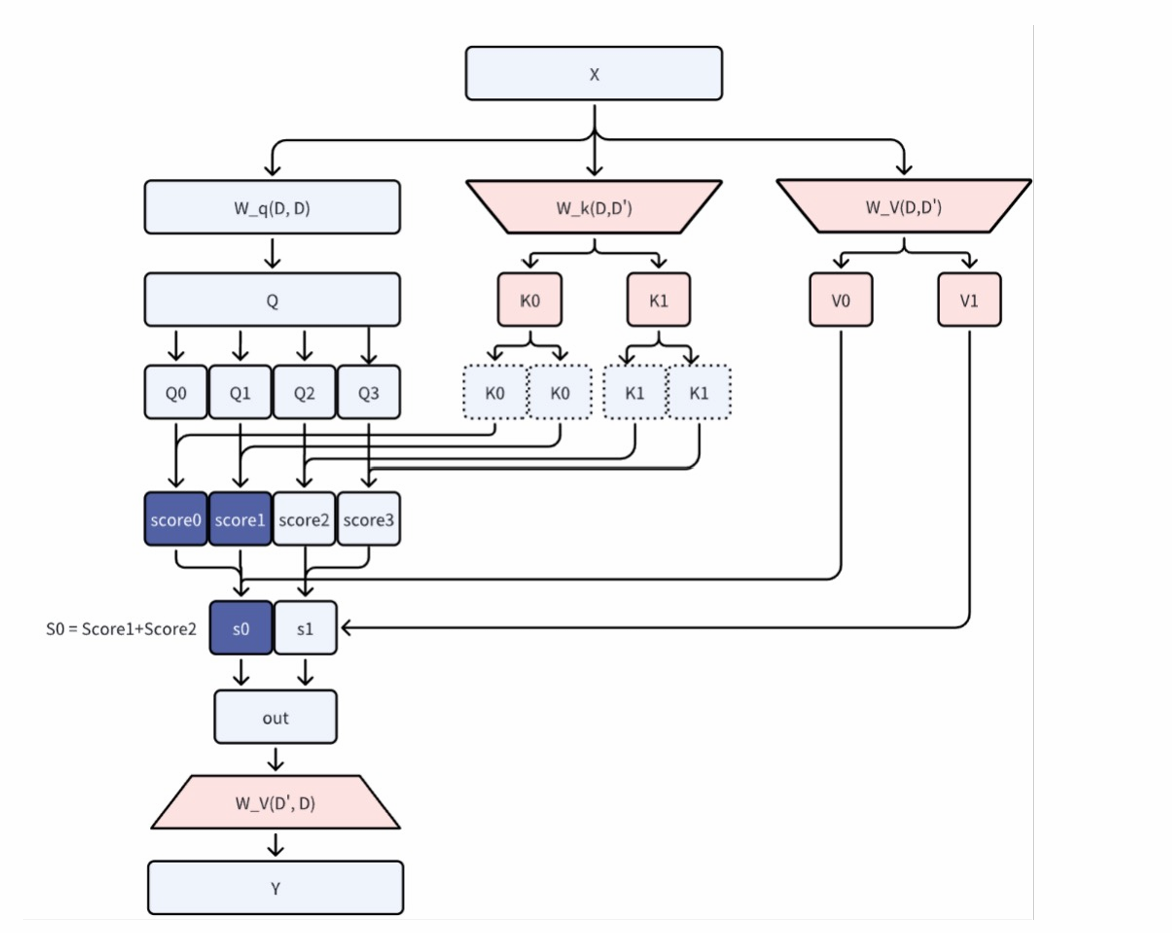 X
W_q(D, D)
W_k(D,D')
W_V(D,D')
Q
K0
K1
V0
V1
Q0
Q1
Q2
Q3
K0
K0
K1
K1
score0
score1
score2
score3
S0 = Score1+Score2
s0
s1
out
W_V(D', D)
Y